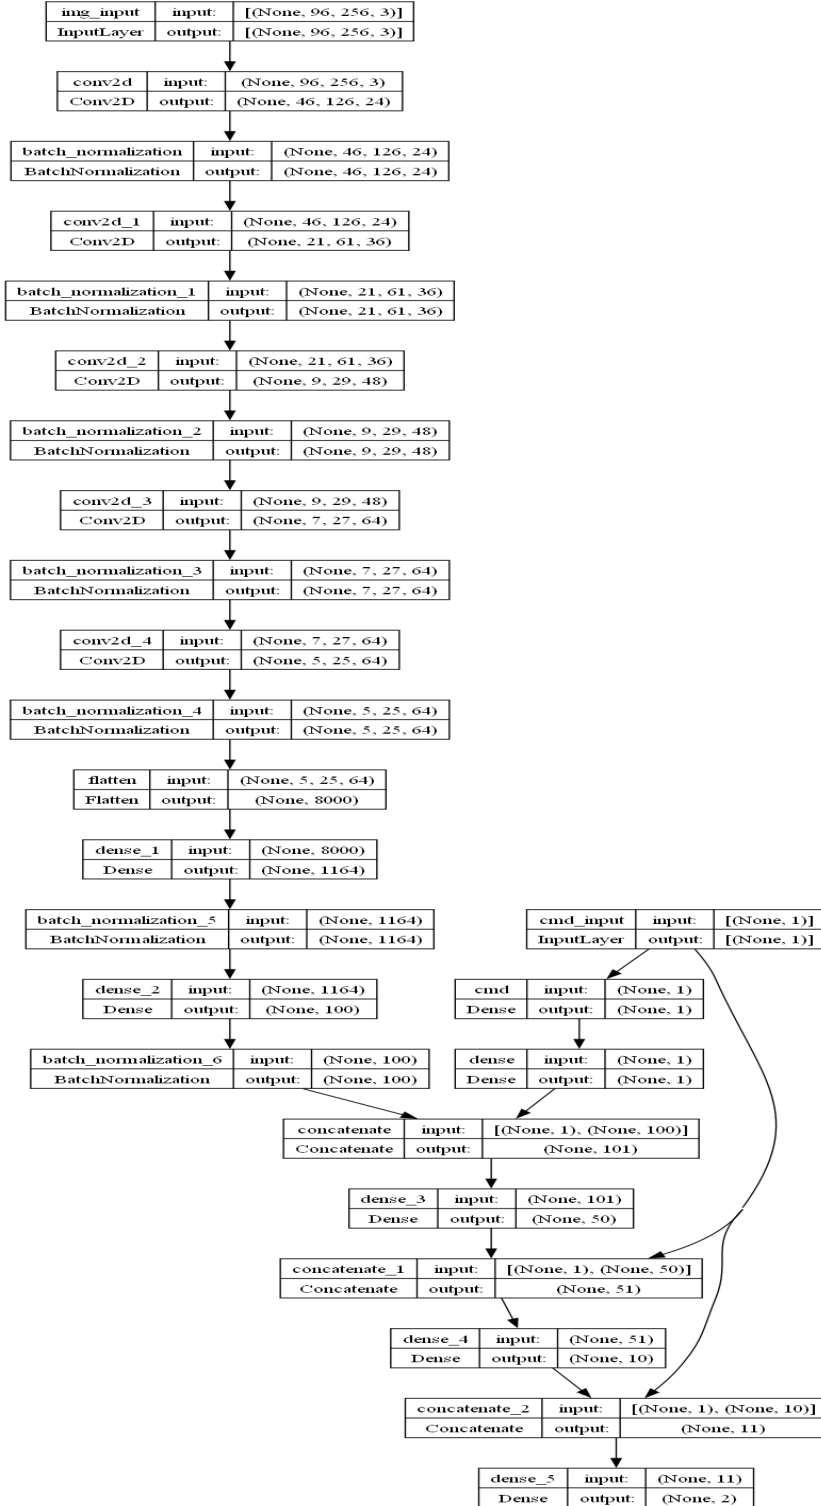 img_input input: [(None, 96, 256, 3)]
InputLayer output: [(None, 96, 256, 3)]
conv2d input: (None, 96, 256, 3)
Conv2D output: (None, 46, 126, 24)
batch_normalization input: (None, 46, 126, 24)
BatchNormalization output: (None, 46, 126, 24)
conv2d_1 input: (None, 46, 126, 24)
Conv2D output: (None, 21, 61, 36)
batch_normalization_1 input: (None, 21, 61, 36)
BatchNormalization output: (None, 21, 61, 36)
conv2d_2 input: (None, 21, 61, 36)
Conv2D output: (None, 9, 29, 48)
batch_normalization_2 input: (None, 9, 29, 48)
BatchNormalization output: (None, 9, 29, 48)
conv2d_3 input: (None, 9, 29, 48)
Conv2D output: (None, 7, 27, 64)
batch_normalization_3 input: (None, 7, 27, 64)
BatchNormalization output: (None, 7, 27, 64)
conv2d_4 input: (None, 7, 27, 64)
Conv2D output: (None, 5, 25, 64)
batch_normalization_4 input: (None, 5, 25, 64)
BatchNormalization output: (None, 5, 25, 64)
flatten input: (None, 5, 25, 64)
Flatten output: (None, 8000)
dense_1 input: (None, 8000)
Dense output: (None, 1164)
batch_normalization_5 input: (None, 1164)
BatchNormalization output: (None, 1164)
cmd_input input: [(None, 1)]
InputLayer output: [(None, 1)]
dense_2 input: (None, 1164)
Dense output: (None, 100)
cmd input: (None, 1)
Dense output: (None, 1)
batch_normalization_6 input: (None, 100)
BatchNormalization output: (None, 100)
dense input: (None, 1)
Dense output: (None, 1)
concatenate input: [(None, 1), (None, 100)]
Concatenate output: (None, 101)
dense_3 input: (None, 101)
Dense output: (None, 50)
concatenate_1 input: [(None, 1), (None, 50)]
Concatenate output: (None, 51)
dense_4 input: (None, 51)
Dense output: (None, 10)
concatenate_2 input: [(None, 1), (None, 10)]
Concatenate output: (None, 11)
dense_5 input: (None, 11)
Dense output: (None, 2)